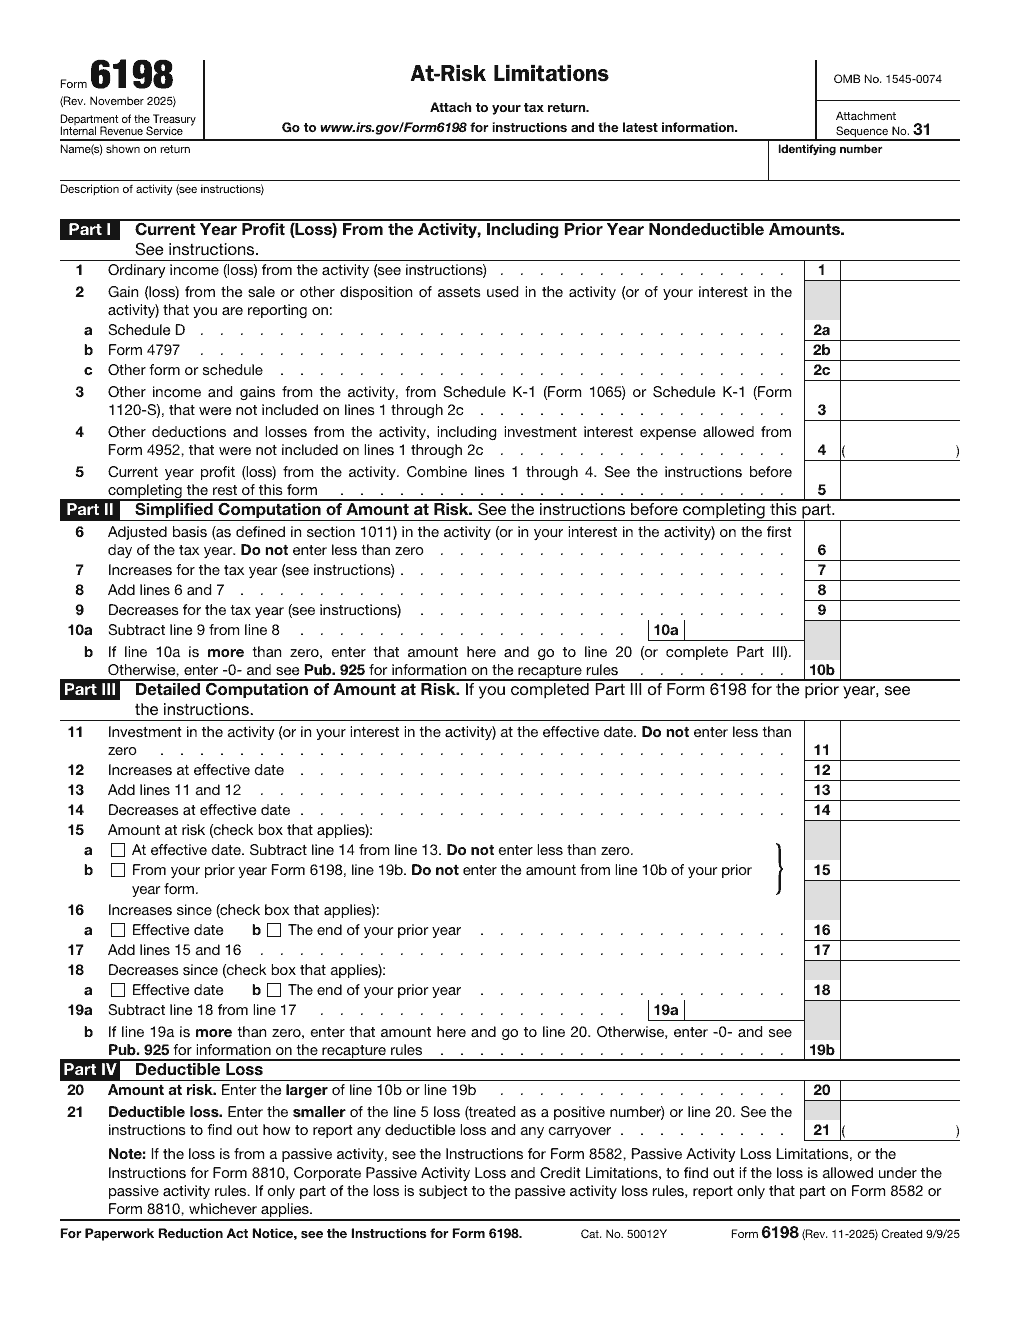 Form 6198
(Rev. November 2025)
Department of the Treasury
Internal Revenue Service
At-Risk Limitations
Attach to your tax return.
Go to www.irs.gov/Form6198 for instructions and the latest information.
OMB No. 1545-0074
Attachment
Sequence No. 31
Name(s) shown on return
Identifying number
Description of activity (see instructions)
Part I Current Year Profit (Loss) From the Activity, Including Prior Year Nondeductible Amounts.
See instructions.
1 Ordinary income (loss) from the activity (see instructions) . . . . . . . . . . . . . . . 1
2 Gain (loss) from the sale or other disposition of assets used in the activity (or of your interest in the
activity) that you are reporting on:
a Schedule D . . . . . . . . . . . . . . . . . . . . . . . . . . . . . . 2a
b Form 4797 . . . . . . . . . . . . . . . . . . . . . . . . . . . . . . 2b
c Other form or schedule . . . . . . . . . . . . . . . . . . . . . . . . . . 2c
3 Other income and gains from the activity, from Schedule K-1 (Form 1065) or Schedule K-1 (Form
1120-S), that were not included on lines 1 through 2c . . . . . . . . . . . . . . . . 3
4 Other deductions and losses from the activity, including investment interest expense allowed from
Form 4952, that were not included on lines 1 through 2c . . . . . . . . . . . . . . . 4 ( )
5 Current year profit (loss) from the activity. Combine lines 1 through 4. See the instructions before
completing the rest of this form . . . . . . . . . . . . . . . . . . . . . . . 5
Part II Simplified Computation of Amount at Risk. See the instructions before completing this part.
6 Adjusted basis (as defined in section 1011) in the activity (or in your interest in the activity) on the first
day of the tax year. Do not enter less than zero . . . . . . . . . . . . . . . . . . 6
7 Increases for the tax year (see instructions) . . . . . . . . . . . . . . . . . . . . 7
8 Add lines 6 and 7 . . . . . . . . . . . . . . . . . . . . . . . . . . . . 8
9 Decreases for the tax year (see instructions) . . . . . . . . . . . . . . . . . . . 9
10a Subtract line 9 from line 8 . . . . . . . . . . . . . . . . . 10a
b If line 10a is more than zero, enter that amount here and go to line 20 (or complete Part III).
Otherwise, enter -0- and see Pub. 925 for information on the recapture rules . . . . . . . . 10b
Part III Detailed Computation of Amount at Risk. If you completed Part III of Form 6198 for the prior year, see
the instructions.
11 Investment in the activity (or in your interest in the activity) at the effective date. Do not enter less than
zero . . . . . . . . . . . . . . . . . . . . . . . . . . . . . . . . 11
12 Increases at effective date . . . . . . . . . . . . . . . . . . . . . . . . . 12
13 Add lines 11 and 12 . . . . . . . . . . . . . . . . . . . . . . . . . . . 13
14 Decreases at effective date . . . . . . . . . . . . . . . . . . . . . . . . . 14
15 Amount at risk (check box that applies):
a At effective date. Subtract line 14 from line 13. Do not enter less than zero.
b From your prior year Form 6198, line 19b. Do not enter the amount from line 10b of your prior } 15
year form.
16 Increases since (check box that applies):
a Effective date b The end of your prior year . . . . . . . . . . . . . . . . 16
17 Add lines 15 and 16 . . . . . . . . . . . . . . . . . . . . . . . . . . . 17
18 Decreases since (check box that applies):
a Effective date b The end of your prior year . . . . . . . . . . . . . . . . 18
19a Subtract line 18 from line 17 . . . . . . . . . . . . . . . . 19a
b If line 19a is more than zero, enter that amount here and go to line 20. Otherwise, enter -0- and see
Pub. 925 for information on the recapture rules . . . . . . . . . . . . . . . . . . 19b
Part IV Deductible Loss
20 Amount at risk. Enter the larger of line 10b or line 19b . . . . . . . . . . . . . . . 20
21 Deductible loss. Enter the smaller of the line 5 loss (treated as a positive number) or line 20. See the
instructions to find out how to report any deductible loss and any carryover . . . . . . . . . 21 ( )
Note: If the loss is from a passive activity, see the Instructions for Form 8582, Passive Activity Loss Limitations, or the
Instructions for Form 8810, Corporate Passive Activity Loss and Credit Limitations, to find out if the loss is allowed under the
passive activity rules. If only part of the loss is subject to the passive activity loss rules, report only that part on Form 8582 or
Form 8810, whichever applies.
For Paperwork Reduction Act Notice, see the Instructions for Form 6198. Cat. No. 50012Y Form 6198 (Rev. 11-2025) Created 9/9/25